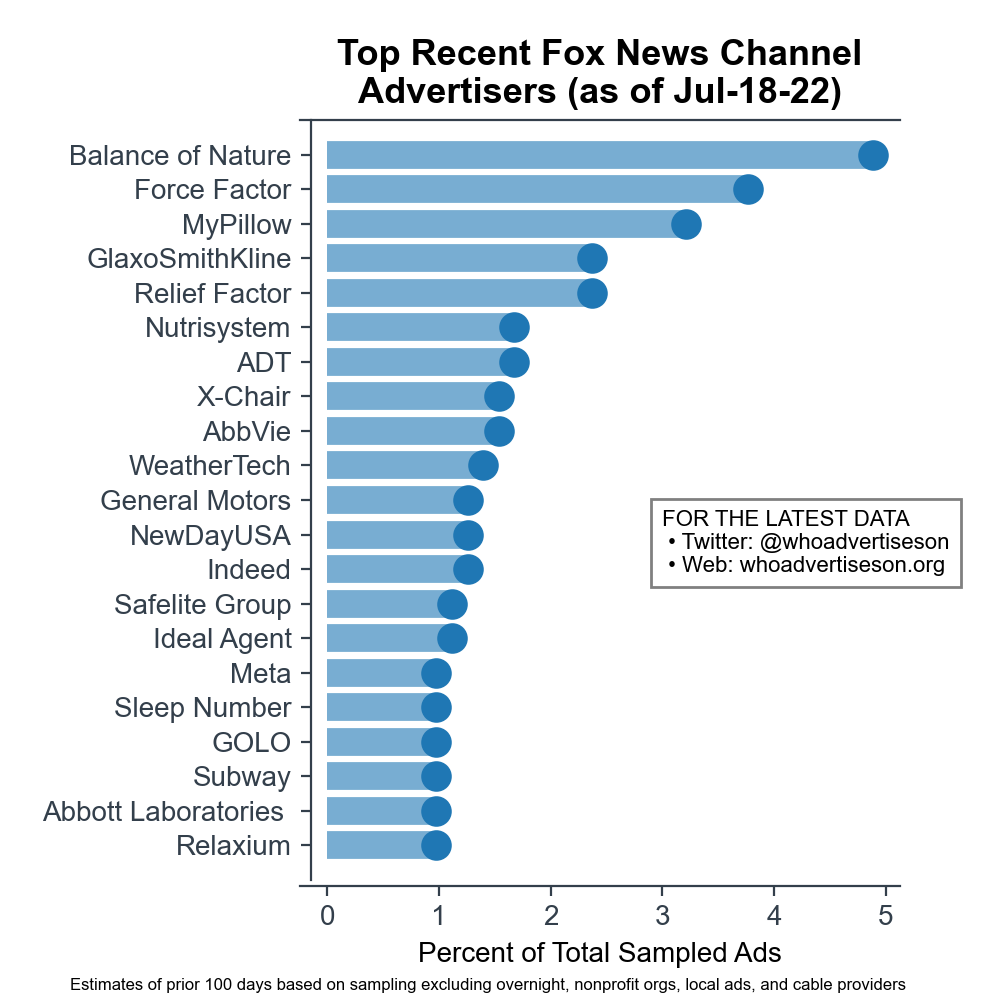 Top Recent Fox News Channel
Advertisers (as of Jul-18-22)
Balance of Nature
Force Factor
MyPillow
GlaxoSmithKline
Relief Factor
Nutrisystem
ADT
X-Chair
AbbVie
WeatherTech
General Motors
NewDayUSA
Indeed
Safelite Group
Ideal Agent
Meta
Sleep Number
GOLO
Subway
Abbott Laboratories
Relaxium
FOR THE LATEST DATA
• Twitter: @whoadvertiseson
• Web: whoadvertiseson.org
0 1 2 3 4 5
Percent of Total Sampled Ads
Estimates of prior 100 days based on sampling excluding overnight, nonprofit orgs, local ads, and cable providers